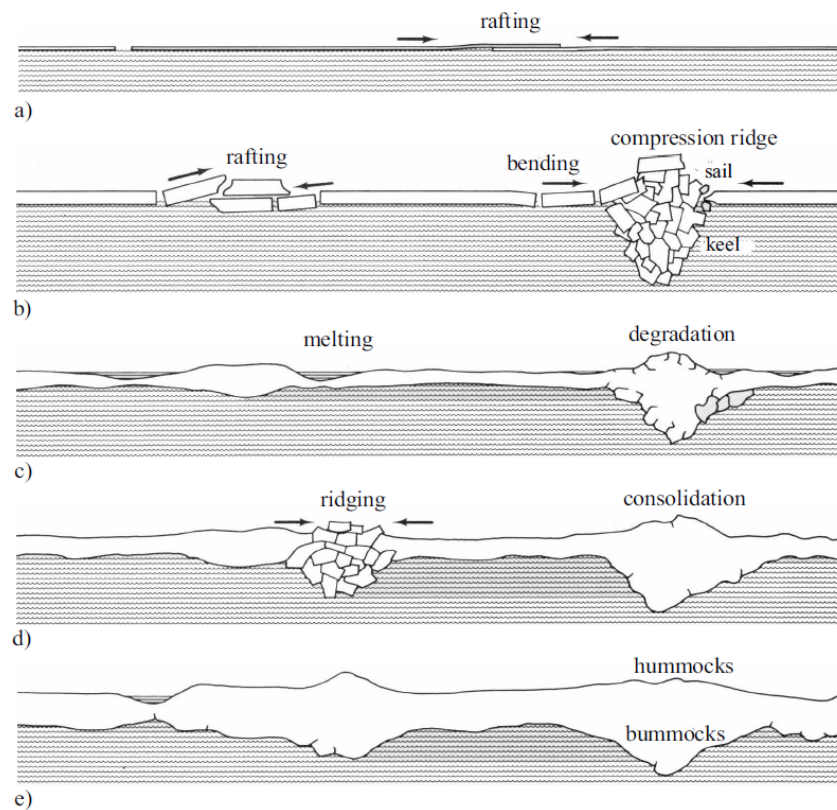 rafting
a)
compression ridge
rafting
bending
sail
keel
b)
melting
degradation
c)
ridging
consolidation
d)
hummocks
bummocks
e)